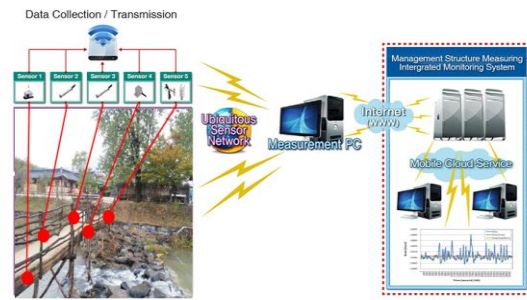 Data Collection / Transmission
Sensor 1
Sensor 2
Sensor 3
Sensor 4
Sensor 5
Ubiquitous
Sensor
Network
Measurement PC
Internet
(WWW)
Management Structure Measuring
Intergrated Monitoring System
Mobile Cloud Service